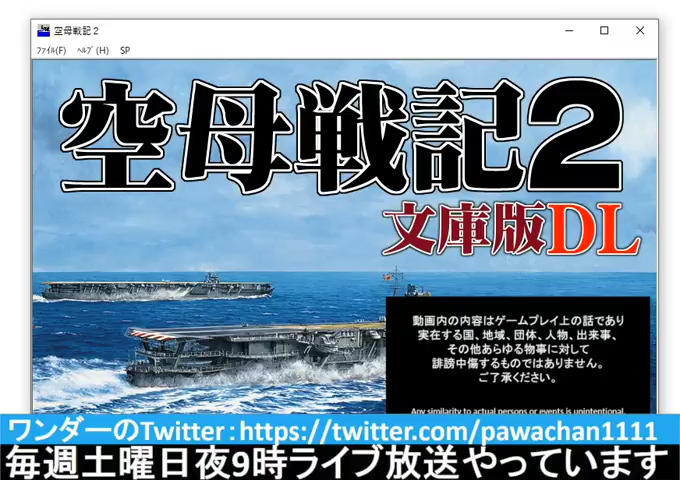 空母戦記２
ﾌｧｲﾙ(F) ﾍﾙﾌﾟ(H) SP
空母戦記2
文庫版DL
動画内の内容はゲームプレイ上の話であり
実在する国、地域、団体、人物、出来事、
その他あらゆる物事に対して
誹謗中傷するものではありません。
ご了承ください。
Any similarity to actual persons or events is unintentional.
ワンダーのTwitter：https://twitter.com/pawachan1111
毎週土曜日夜9時ライブ放送やっています